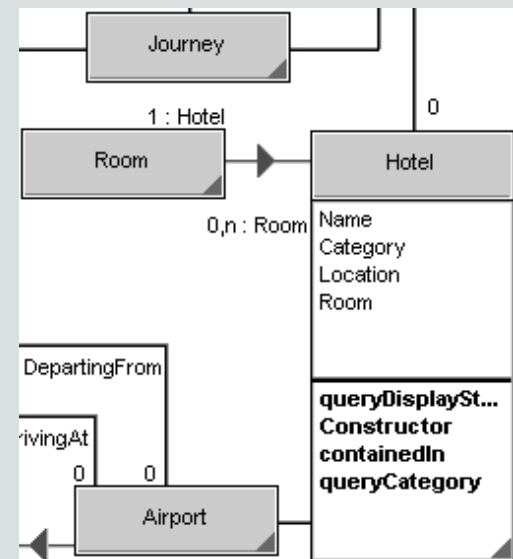 Journey
0
1 : Hotel
Room
Hotel
0,n : Room
Name
Category
Location
Room
DepartingFrom
queryDisplaySt...
Constructor
containedIn
queryCategory
rivingAt
0
0
Airport